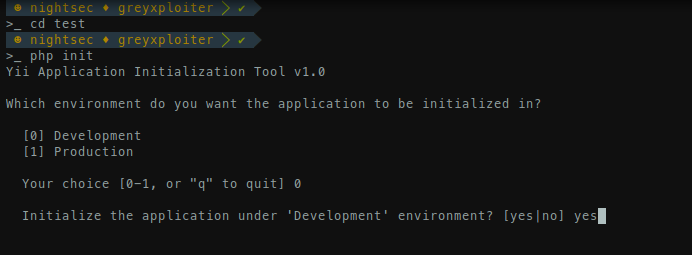 ☻ nightsec ♦ greyxploiter ✔
>_ cd test
☻ nightsec ♦ greyxploiter ✔
>_ php init
Yii Application Initialization Tool v1.0
Which environment do you want the application to be initialized in?
[0] Development
[1] Production
Your choice [0-1, or "q" to quit] 0
Initialize the application under 'Development' environment? [yes|no] yes